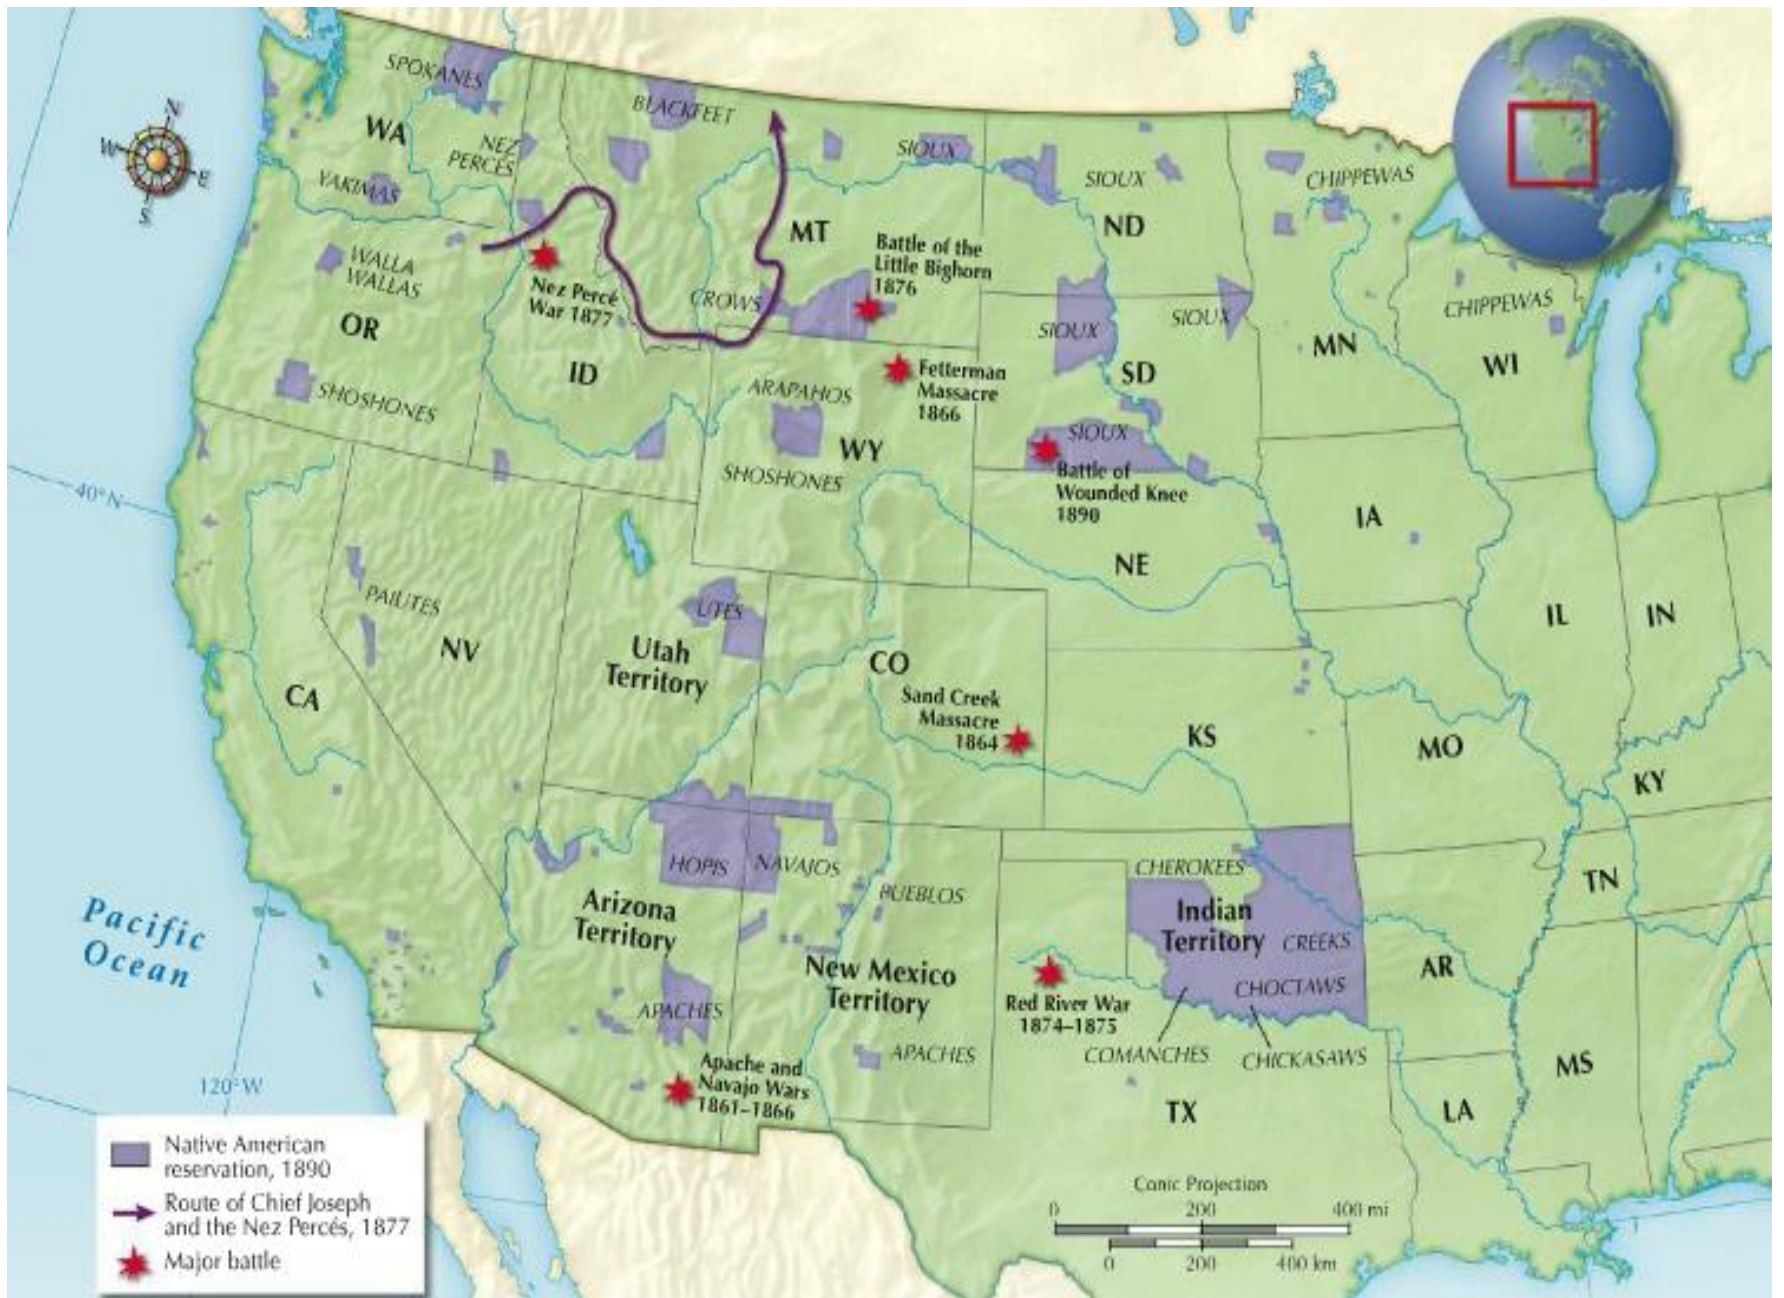 N
W
E
S
SPOKANES
WA
NEZ
PERCÉS
YAKIMAS
BLACKFEET
SIOUX
SIOUX
ND
CHIPPEWAS
MT
WALLA
WALLAS
OR
SHOSHONES
Nez Percé
War 1877
ID
CROWS
Battle of the
Little Bighorn
1876
SIOUX
SIOUX
SD
MN
CHIPPEWAS
WI
Fetterman
Massacre
1866
ARAPAHOS
WY
SHOSHONES
SIOUX
Battle of
Wounded Knee
1890
NE
IA
40°N
PAIUTES
NV
CA
UTES
Utah
Territory
CO
Sand Creek
Massacre
1864
KS
MO
IL
IN
KY
TN
HOPIS
NAVAJOS
PUEBLOS
Arizona
Territory
New Mexico
Territory
APACHES
APACHES
Apache and
Navajo Wars
1861–1866
CHEROKEES
Indian
Territory
CREEKS
CHOCTAWS
Red River War
1874–1875
COMANCHES
CHICKASAWS
AR
TX
LA
MS
Pacific
Ocean
120°W
Native American
reservation, 1890
Route of Chief Joseph
and the Nez Percés, 1877
Major battle
Conic Projection
0 200 400 mi
0 200 400 km